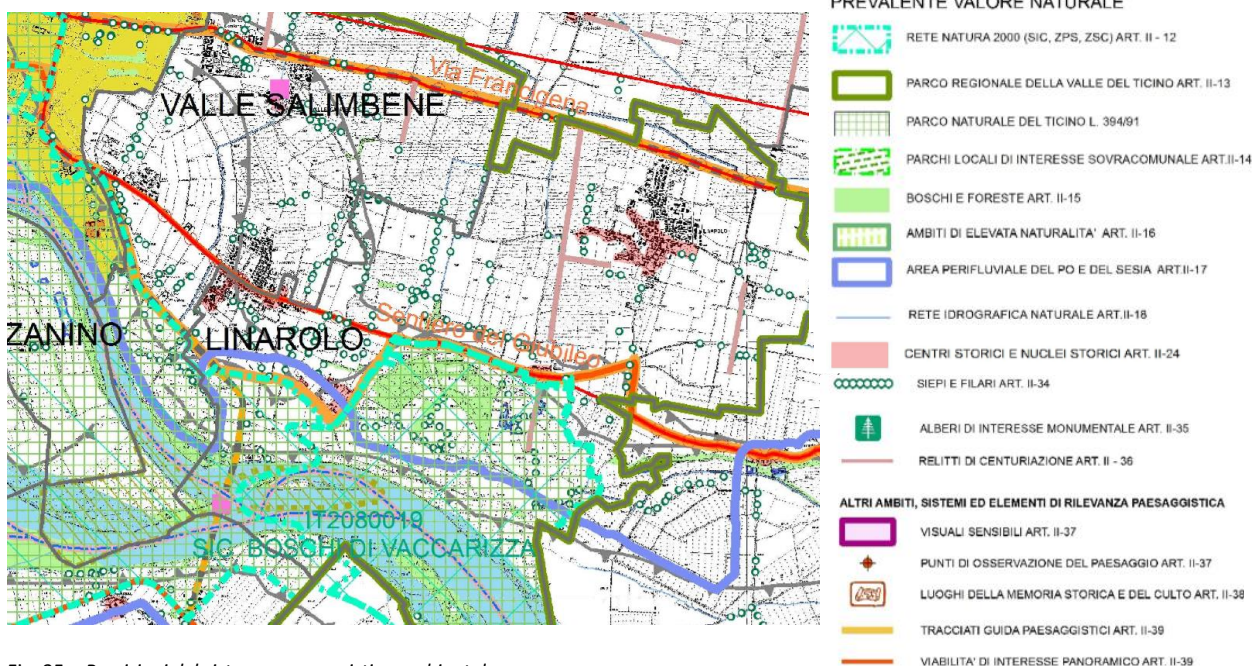 PREVALENTE VALORE NATURALE
RETE NATURA 2000 (SIC, ZPS, ZSC) ART. II - 12
PARCO REGIONALE DELLA VALLE DEL TICINO ART. II-13
PARCO NATURALE DEL TICINO L. 394/91
PARCHI LOCALI DI INTERESSE SOVRACOMUNALE ART.II-14
BOSCHI E FORESTE ART. II-15
AMBITI DI ELEVATA NATURALITA' ART. II-16
AREA PERIFLUVIALE DEL PO E DEL SESIA ART.II-17
RETE IDROGRAFICA NATURALE ART.II-18
CENTRI STORICI E NUCLEI STORICI ART. II-24
SIEPI E FILARI ART. II-34
ALBERI DI INTERESSE MONUMENTALE ART. II-35
RELITTI DI CENTURIAZIONE ART. II - 36
ALTRI AMBITI, SISTEMI ED ELEMENTI DI RILEVANZA PAESAGGISTICA
VISUALI SENSIBILI ART. II-37
PUNTI DI OSSERVAZIONE DEL PAESAGGIO ART. II-37
LUOGHI DELLA MEMORIA STORICA E DEL CULTO ART. II-38
TRACCIATI GUIDA PAESAGGISTICI ART. II-39
VIABILITA' DI INTERESSE PANORAMICO ART. II-39
Via Francigena
VALLE SALIMBENE
Sentiero del Giubileo
ZANINO
LINAROLO
IT2080019
SIC BOSCHI DI VACCARIZZA